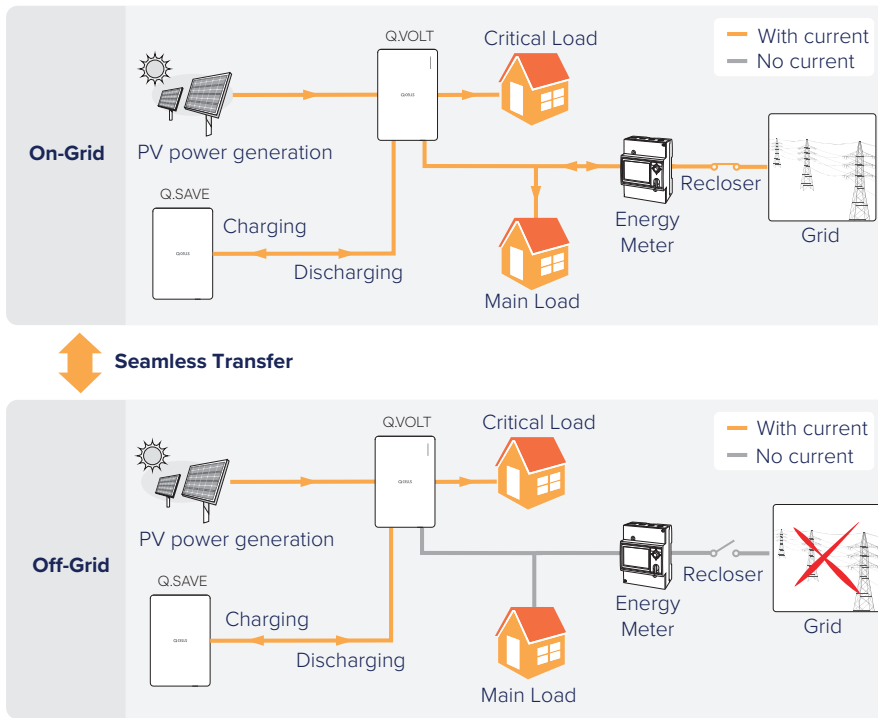 Q.VOLT
Critical Load
With current
No current
On-Grid
PV power generation
Q.SAVE
Charging
Discharging
Recloser
Energy
Meter
Grid
Main Load
Seamless Transfer
Q.VOLT
Critical Load
With current
No current
Off-Grid
PV power generation
Q.SAVE
Charging
Discharging
Recloser
Energy
Meter
Grid
Main Load